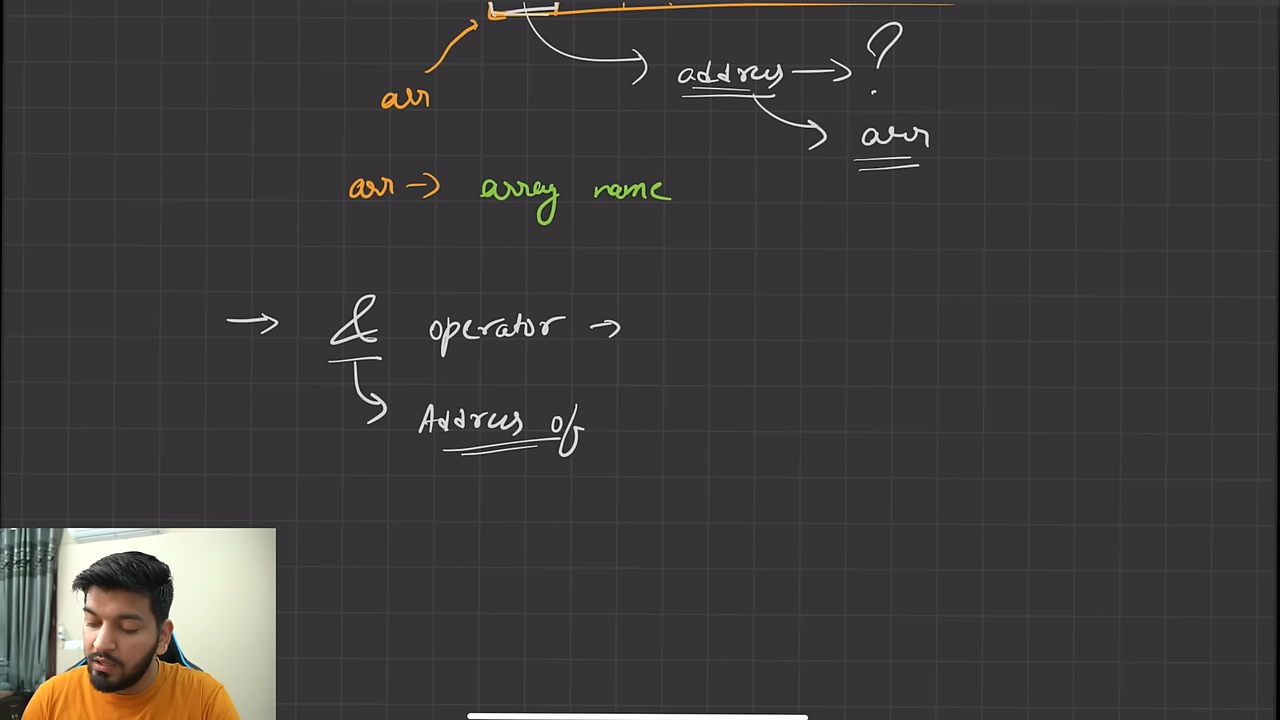 address → ?
arr
arr
arr → array name
→ & operator →
Address of